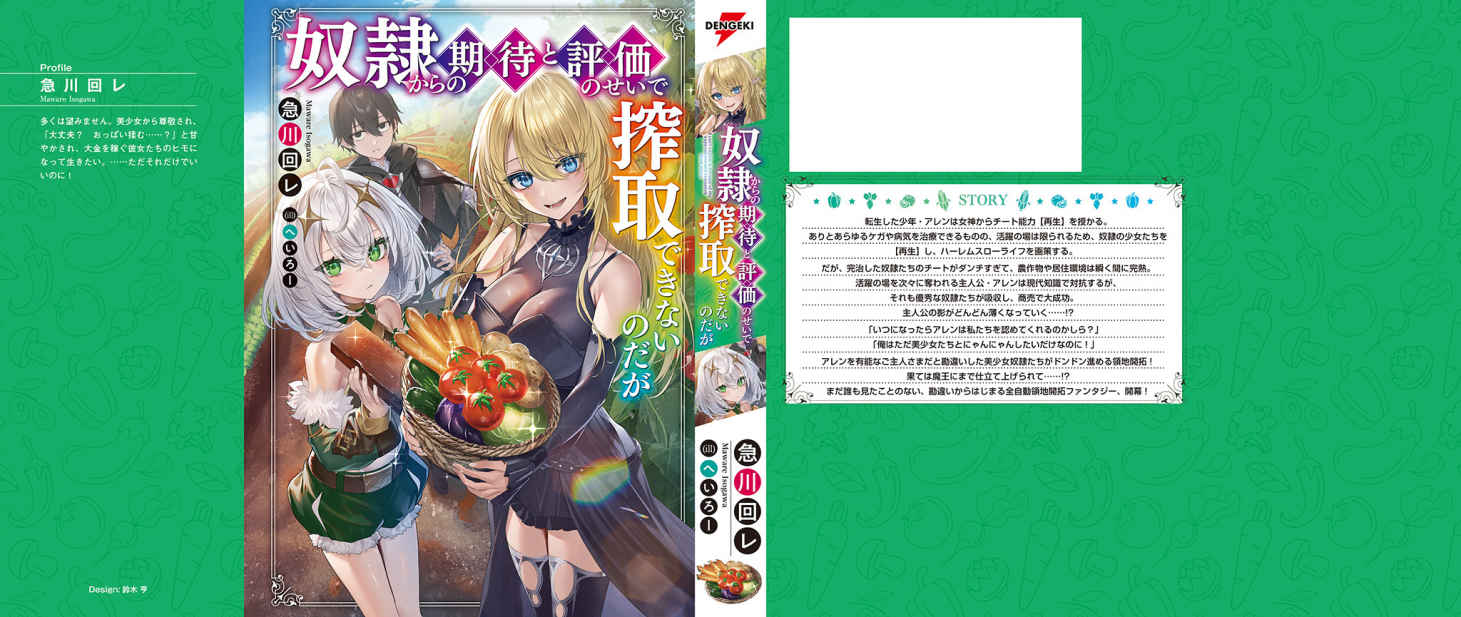 Profile
急川回レ
Maware Isogawa
多くは望みません。美少女から尊敬され、
「大丈夫？　おっぱい揉む……？」と甘
やかされ、大金を稼ぐ彼女たちのヒモに
なって生きたい。……ただそれだけでい
いのに！
Design: 鈴木 亨
奴隷からの期待と評価のせいで
搾取できない
のだが
急川回レ
Maware Isogawa
へいろー
DENGEKI
奴隷からの期待と評価のせいで
搾取できない
のだが
急川回レ
Maware Isogawa
へいろー
STORY
転生した少年・アレンは女神からチート能力【再生】を授かる。
ありとあらゆるケガや病気を治療できるものの、活躍の場は限られるため、奴隷の少女たちを
【再生】し、ハーレムスローライフを画策する。
だが、完治した奴隷たちのチートがダンチすぎて、農作物や居住環境は瞬く間に完熟。
活躍の場を次々に奪われる主人公・アレンは現代知識で対抗するが、
それも優秀な奴隷たちが吸収し、商売で大成功。
主人公の影がどんどん薄くなっていく……!?
「いつになったらアレンは私たちを認めてくれるのかしら？」
「俺はただ美少女たちとにゃんにゃんしたいだけなのに！」
アレンを有能なご主人さまだと勘違いした美少女奴隷たちがドンドン進める領地開拓！
果ては魔王にまで仕立て上げられて……!?
まだ誰も見たことのない、勘違いからはじまる全自動領地開拓ファンタジー、開幕！